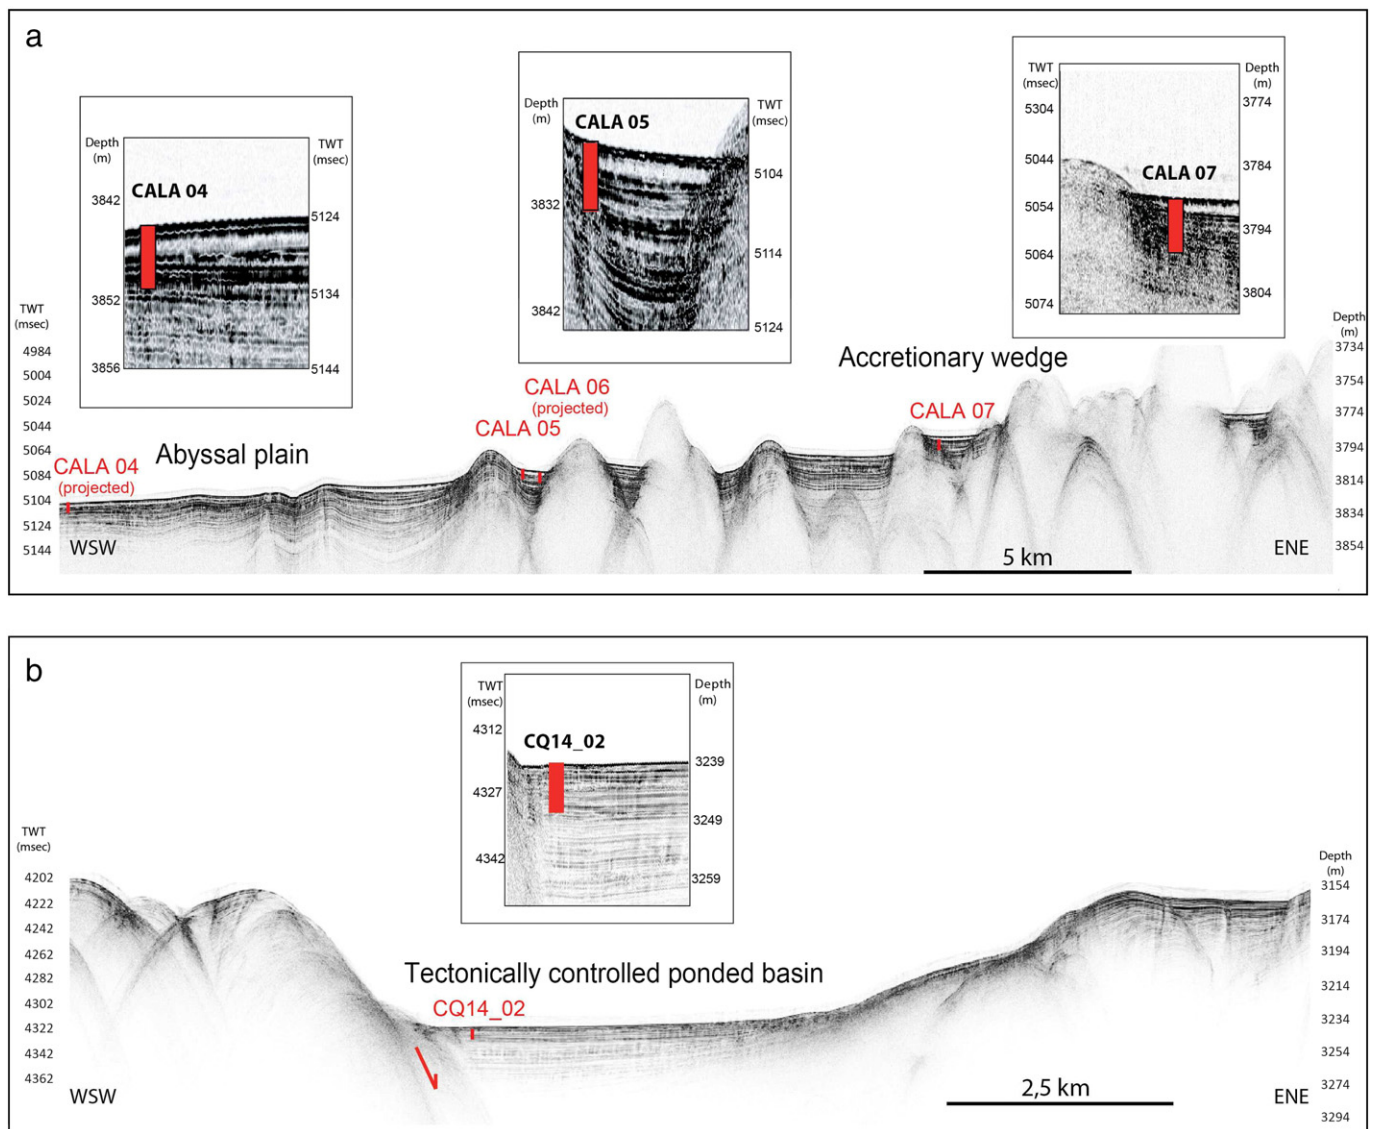 a
Depth
(m)
TWT
(msec)
CALA 04
3842
3852
3856
5124
5134
5144
Depth
(m)
TWT
(msec)
CALA 05
3832
3842
5104
5114
5124
TWT
(msec)
Depth
(m)
CALA 07
5304
5044
5054
5064
5074
3774
3784
3794
3804
TWT
(msec)
4984
5004
5024
5044
5064
5084
5104
5124
5144
Depth
(m)
3734
3754
3774
3794
3814
3834
3854
Accretionary wedge
CALA 06
(projected)
CALA 05
CALA 07
Abyssal plain
CALA 04
(projected)
WSW
5 km
ENE
b
TWT
(msec)
Depth
(m)
CQ14_02
4312
4327
4342
3239
3249
3259
TWT
(msec)
4202
4222
4242
4262
4282
4302
4322
4342
4362
Depth
(m)
3154
3174
3194
3214
3234
3254
3274
3294
Tectonically controlled ponded basin
CQ14_02
WSW
2,5 km
ENE